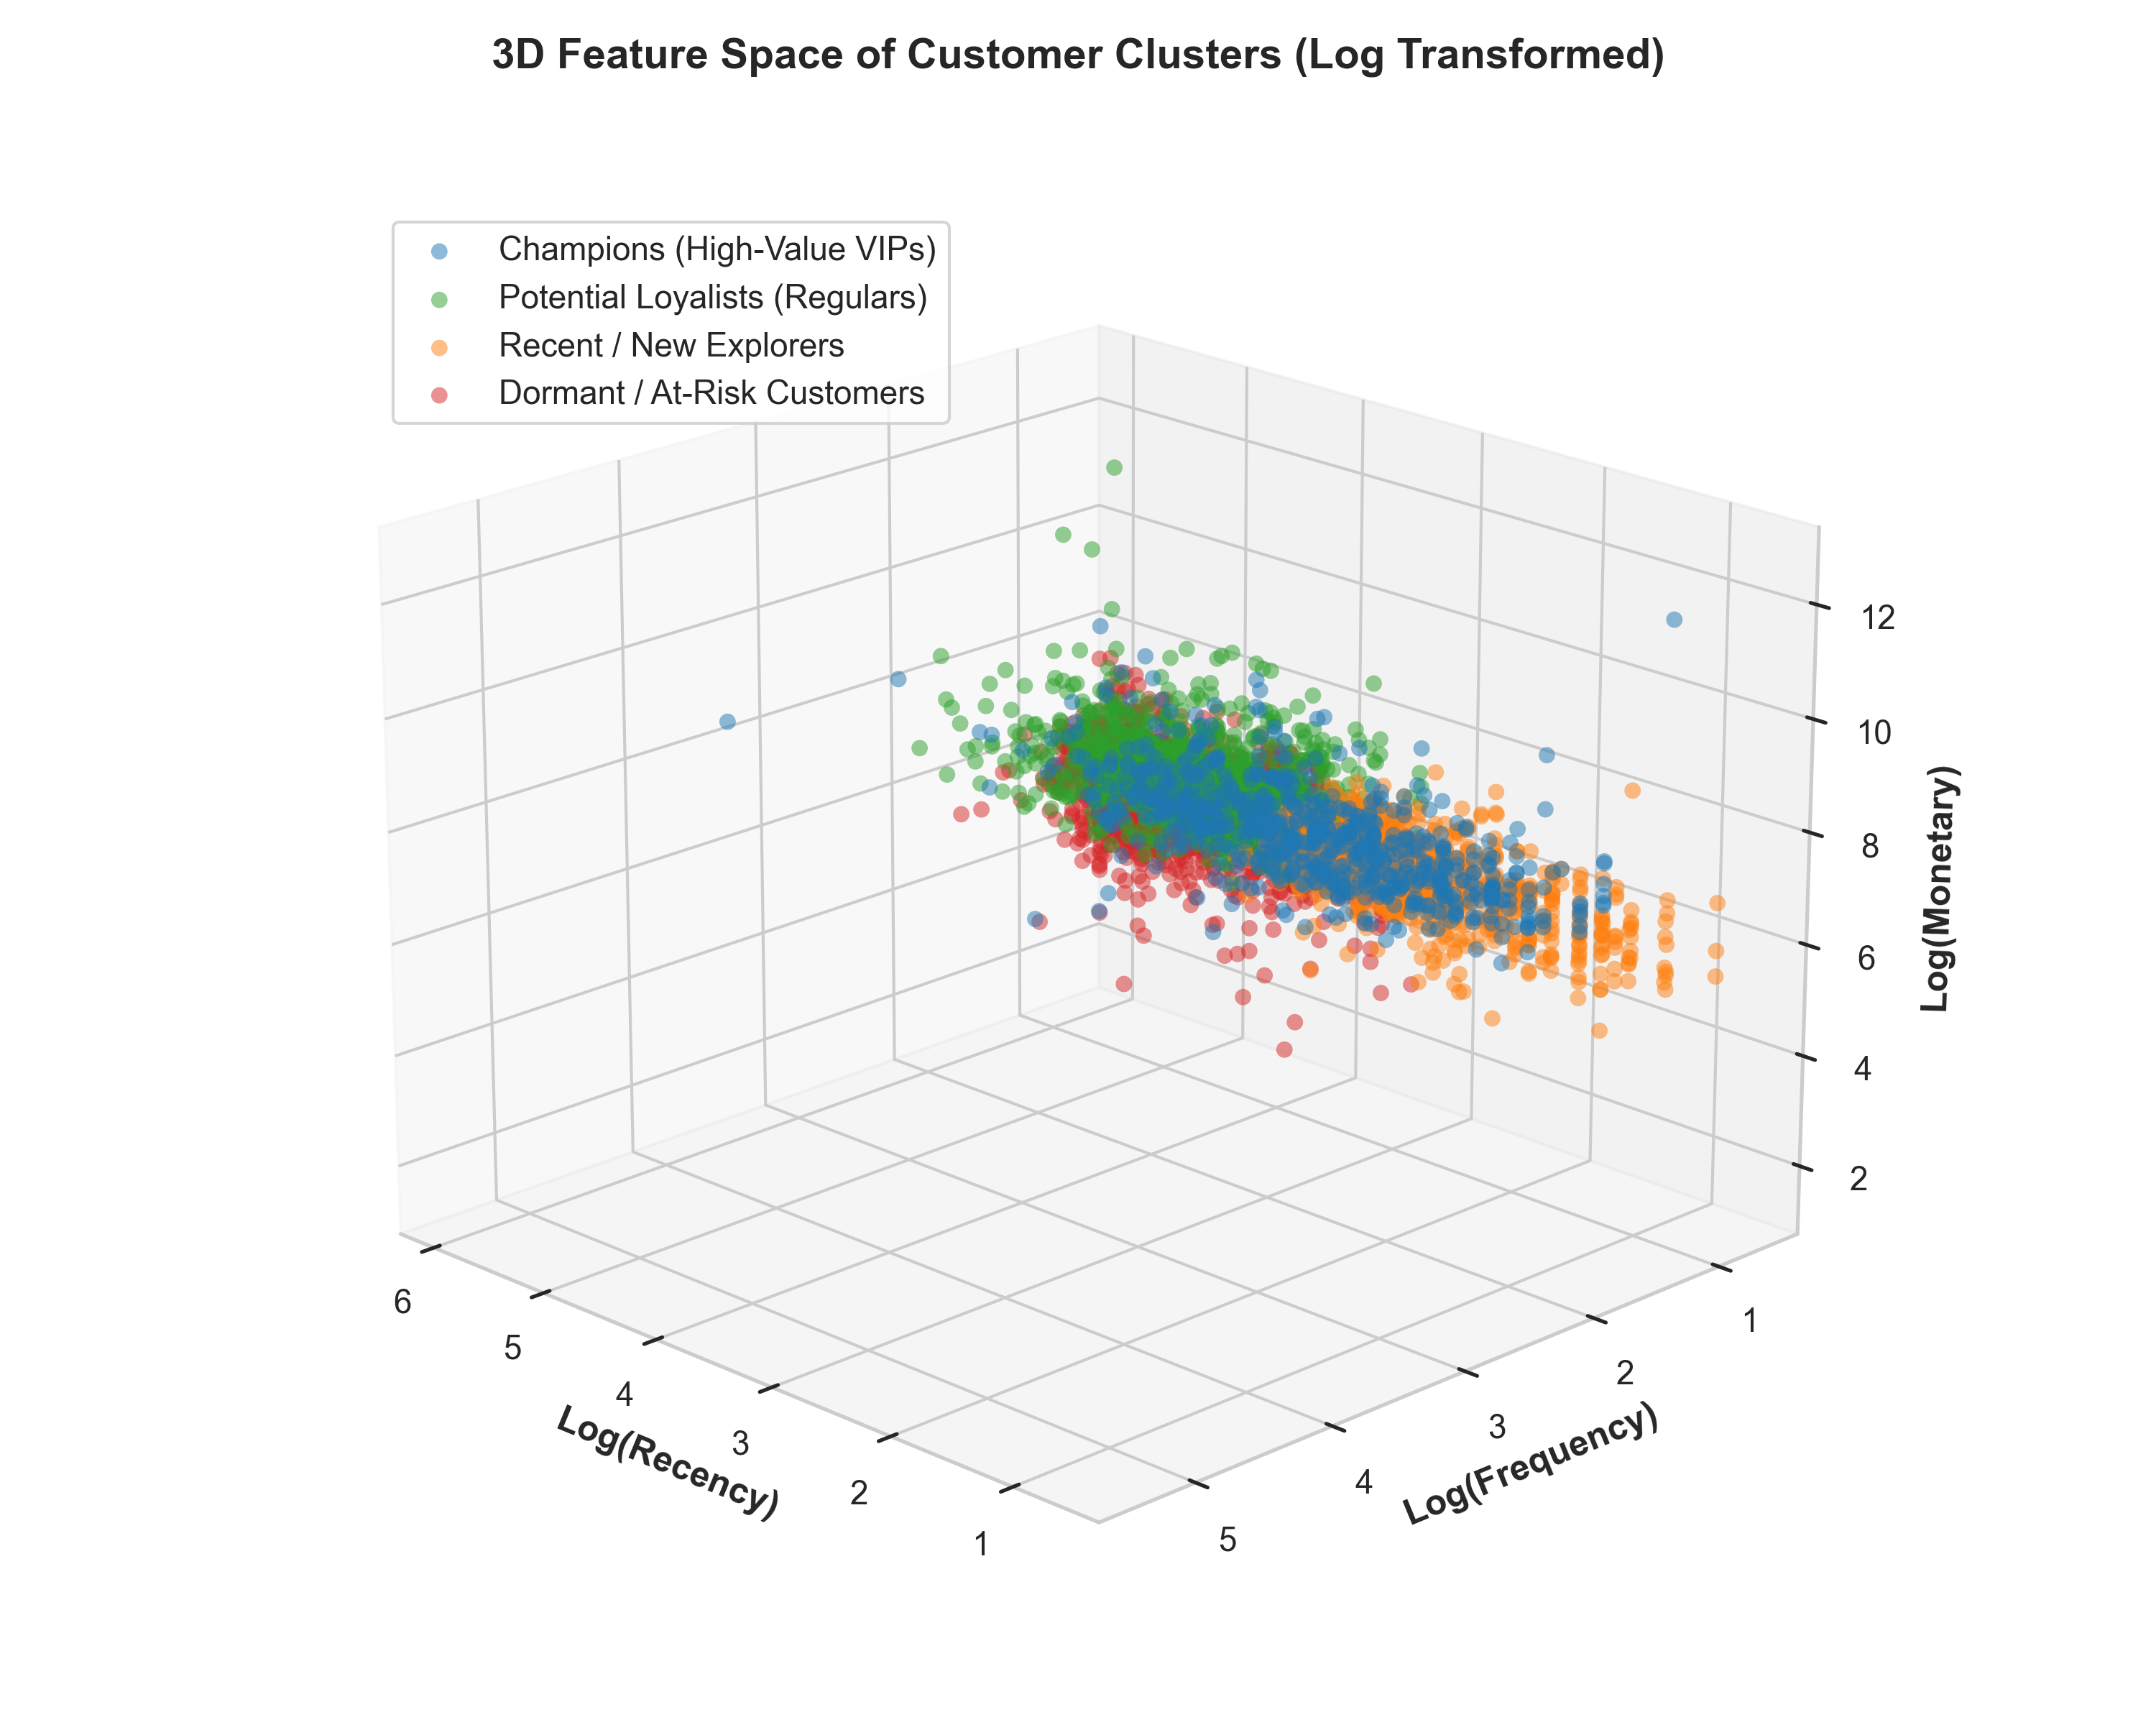 3D Feature Space of Customer Clusters (Log Transformed)
Champions (High-Value VIPs)
Potential Loyalists (Regulars)
Recent / New Explorers
Dormant / At-Risk Customers
12
10
8
6
4
2
Log(Monetary)
6
5
4
3
2
1
Log(Recency)
1
2
3
4
5
Log(Frequency)